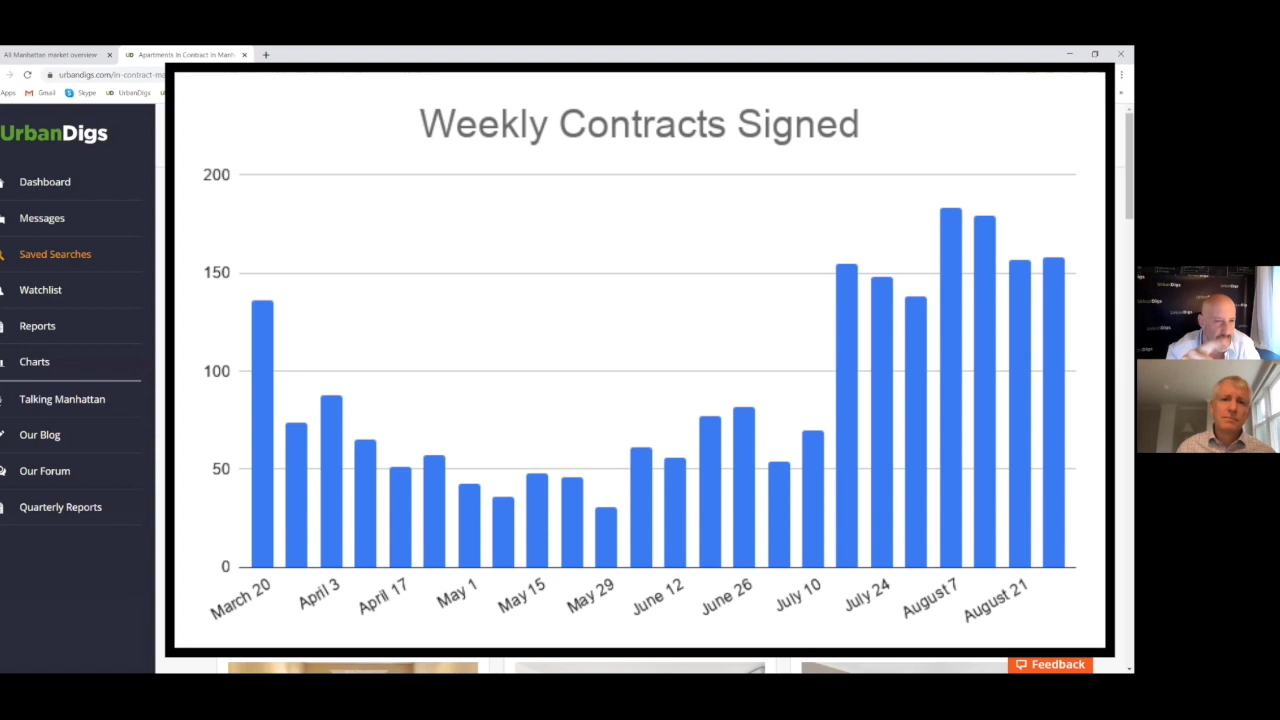 All Manhattan market overview
UD Apartments In Contract In Manh
urbandigs.com/in-contract-ma
Apps Gmail Skype UrbanDigs
UrbanDigs
Dashboard
Messages
Saved Searches
Watchlist
Reports
Charts
Talking Manhattan
Our Blog
Our Forum
Quarterly Reports
Weekly Contracts Signed
200
150
100
50
0
March 20
April 3
April 17
May 1
May 15
May 29
June 12
June 26
July 10
July 24
August 7
August 21
Feedback